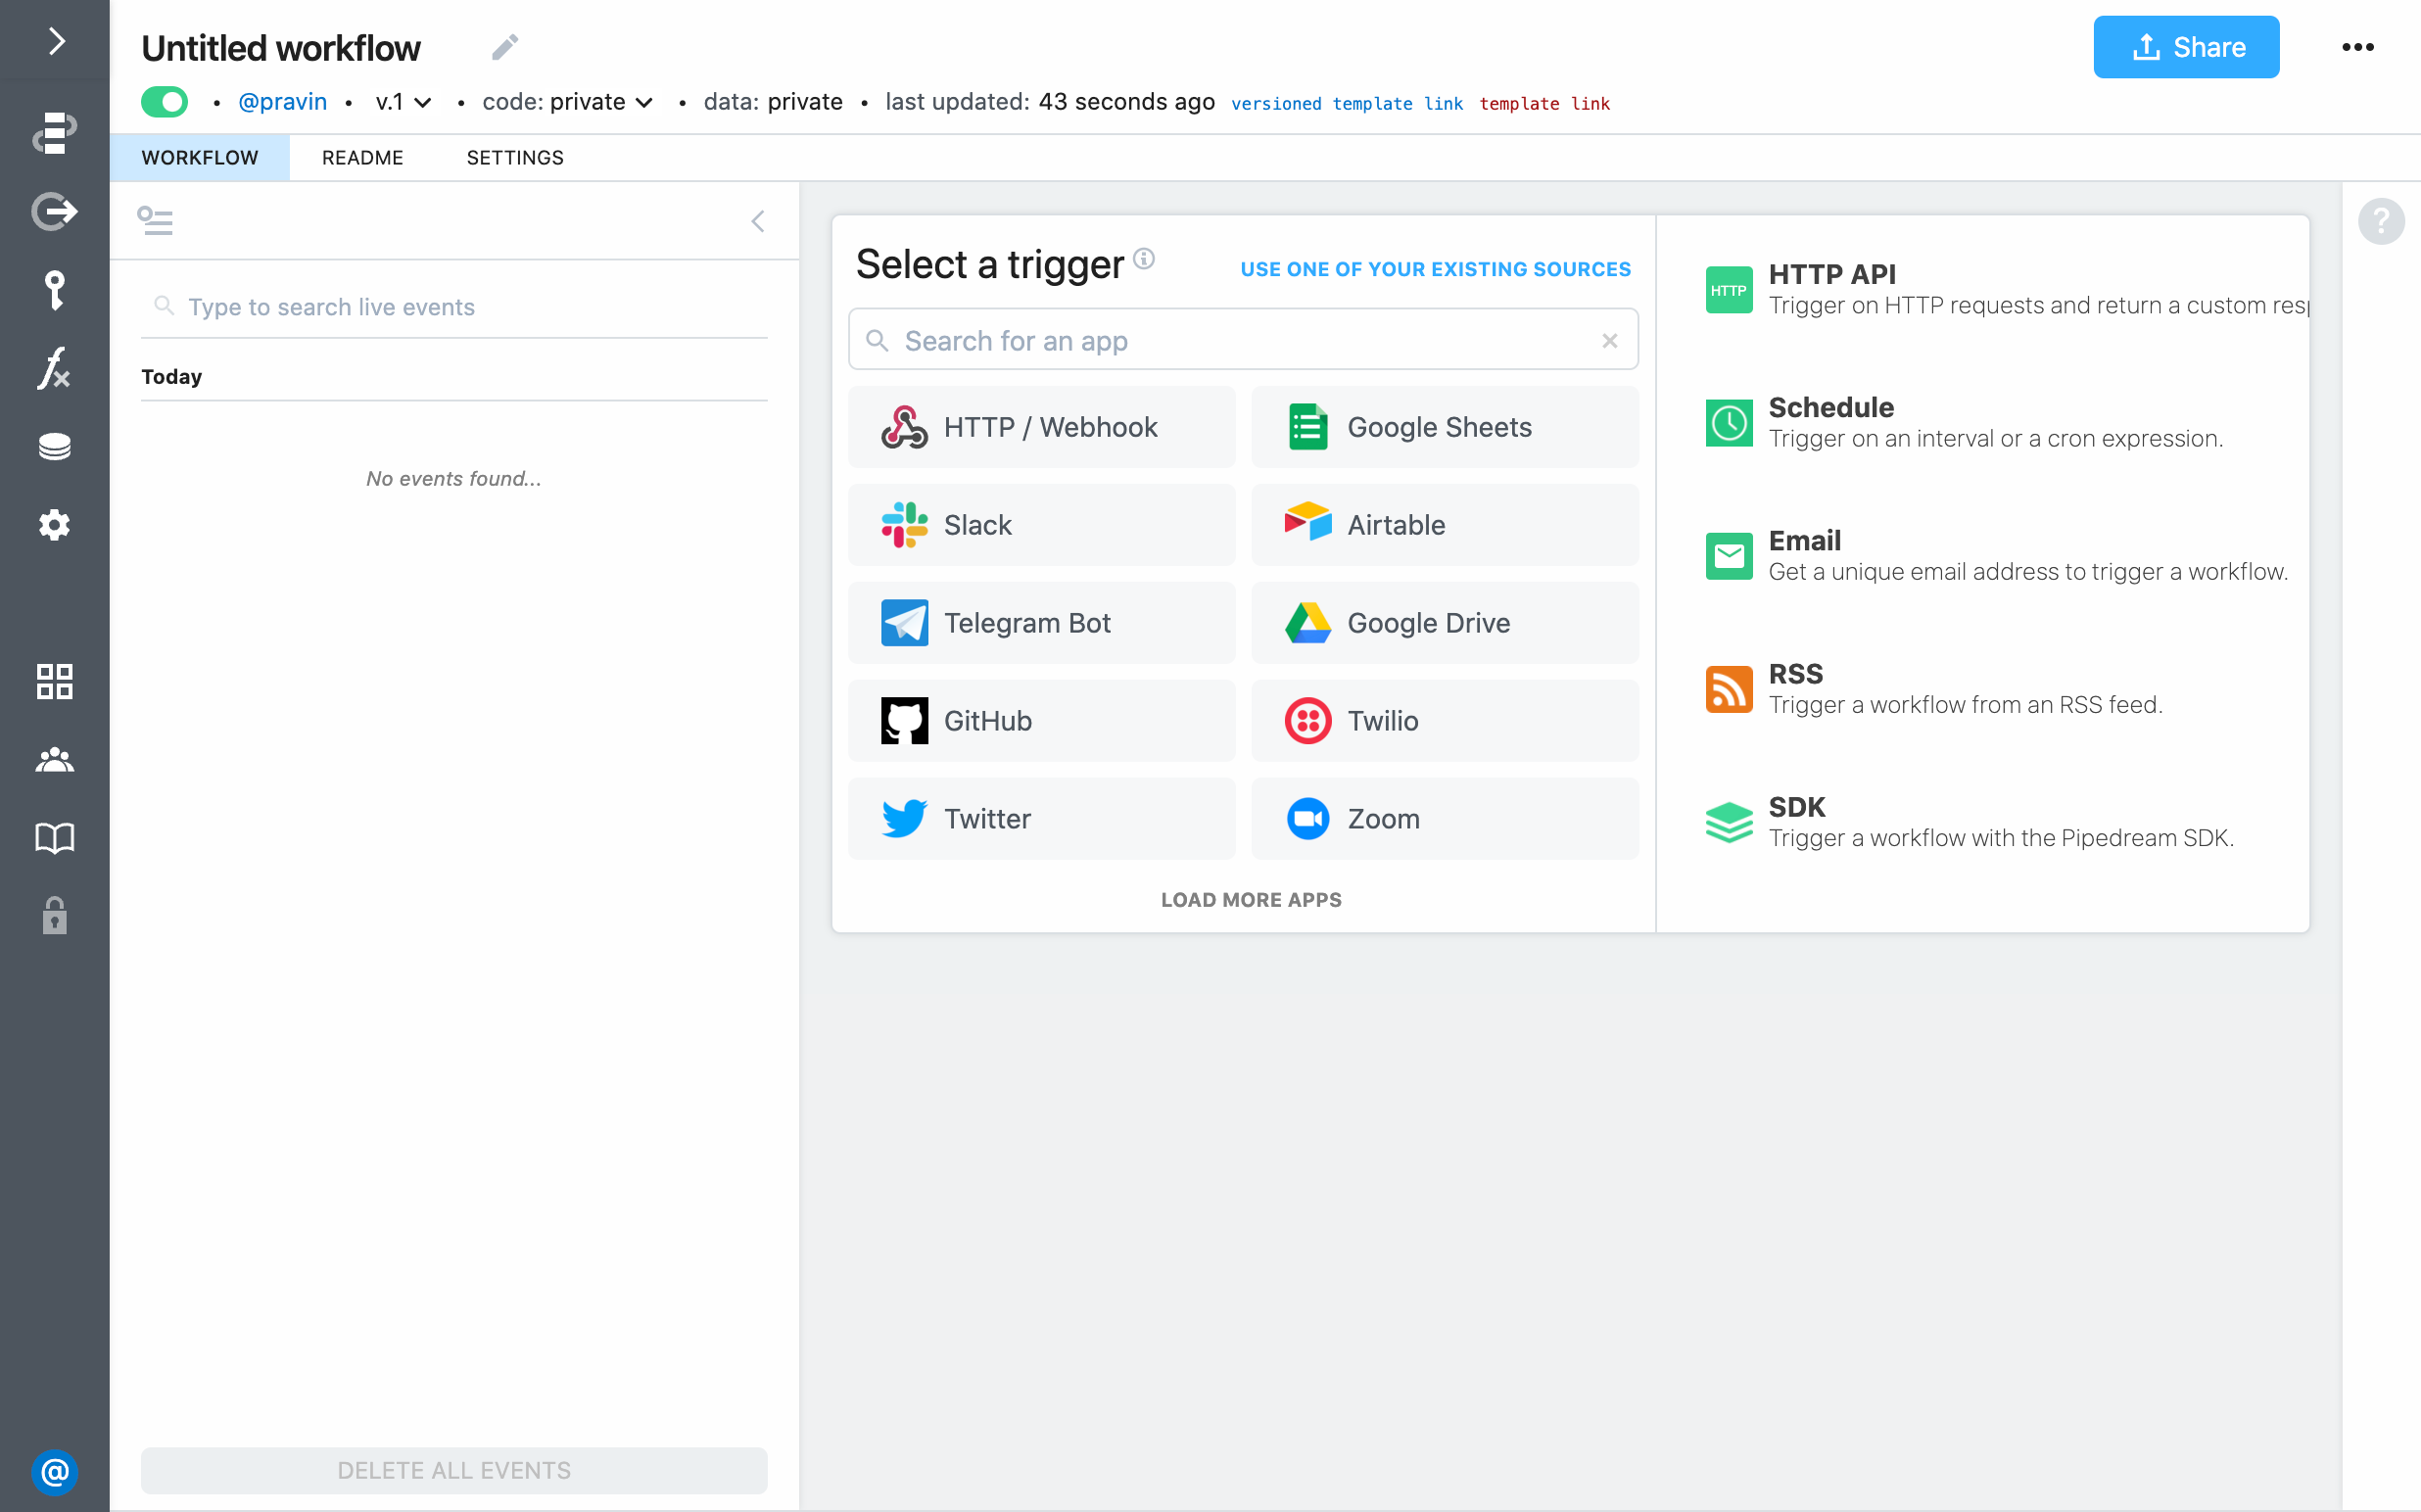 Untitled workflow
Share
@pravin • v.1 • code: private • data: private • last updated: 43 seconds ago versioned template link template link
WORKFLOW README SETTINGS
Type to search live events
Today
No events found...
DELETE ALL EVENTS
@
Select a trigger
USE ONE OF YOUR EXISTING SOURCES
Search for an app
HTTP / Webhook
Google Sheets
Slack
Airtable
Telegram Bot
Google Drive
GitHub
Twilio
Twitter
Zoom
LOAD MORE APPS
HTTP
HTTP API
Trigger on HTTP requests and return a custom
Schedule
Trigger on an interval or a cron expression.
Email
Get a unique email address to trigger a workflow.
RSS
Trigger a workflow from an RSS feed.
SDK
Trigger a workflow with the Pipedream SDK.
?